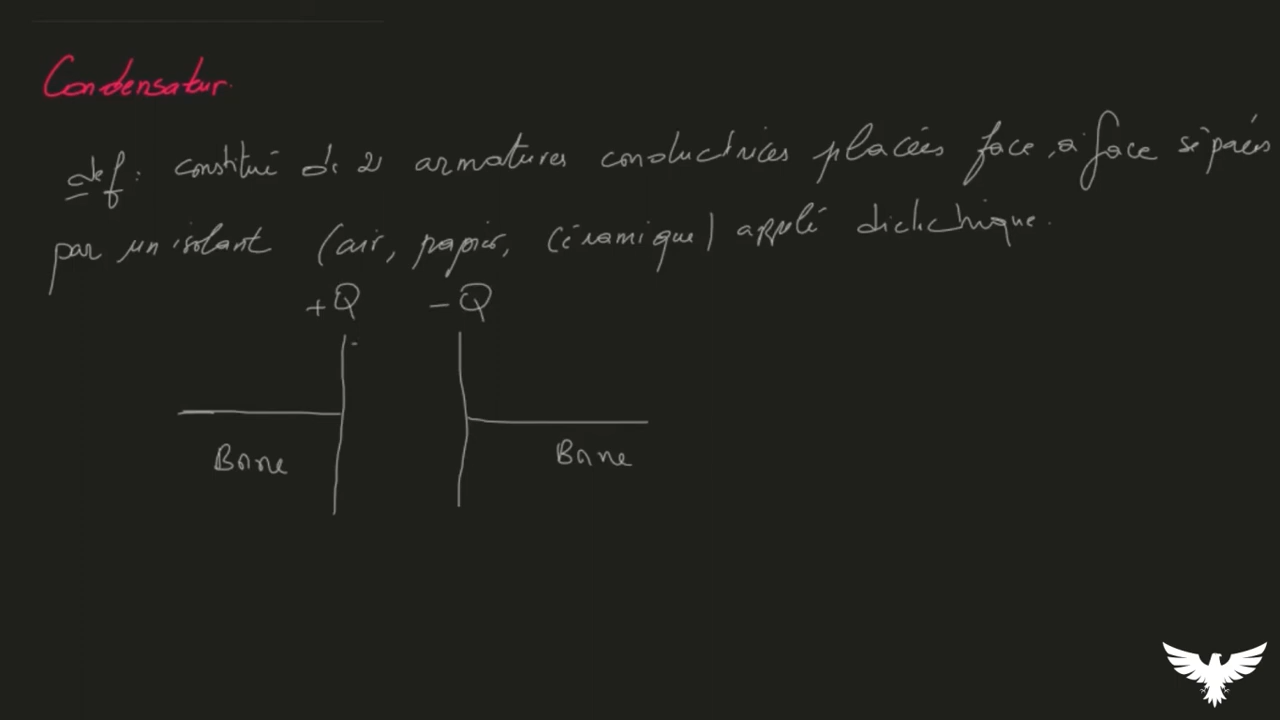 Condensatur.
def: constitué de 2 armatures conductrices placées face à face séparées
par un isolant (air, papier, céramique) appelé diélectrique.
+Q -Q
Borne Borne